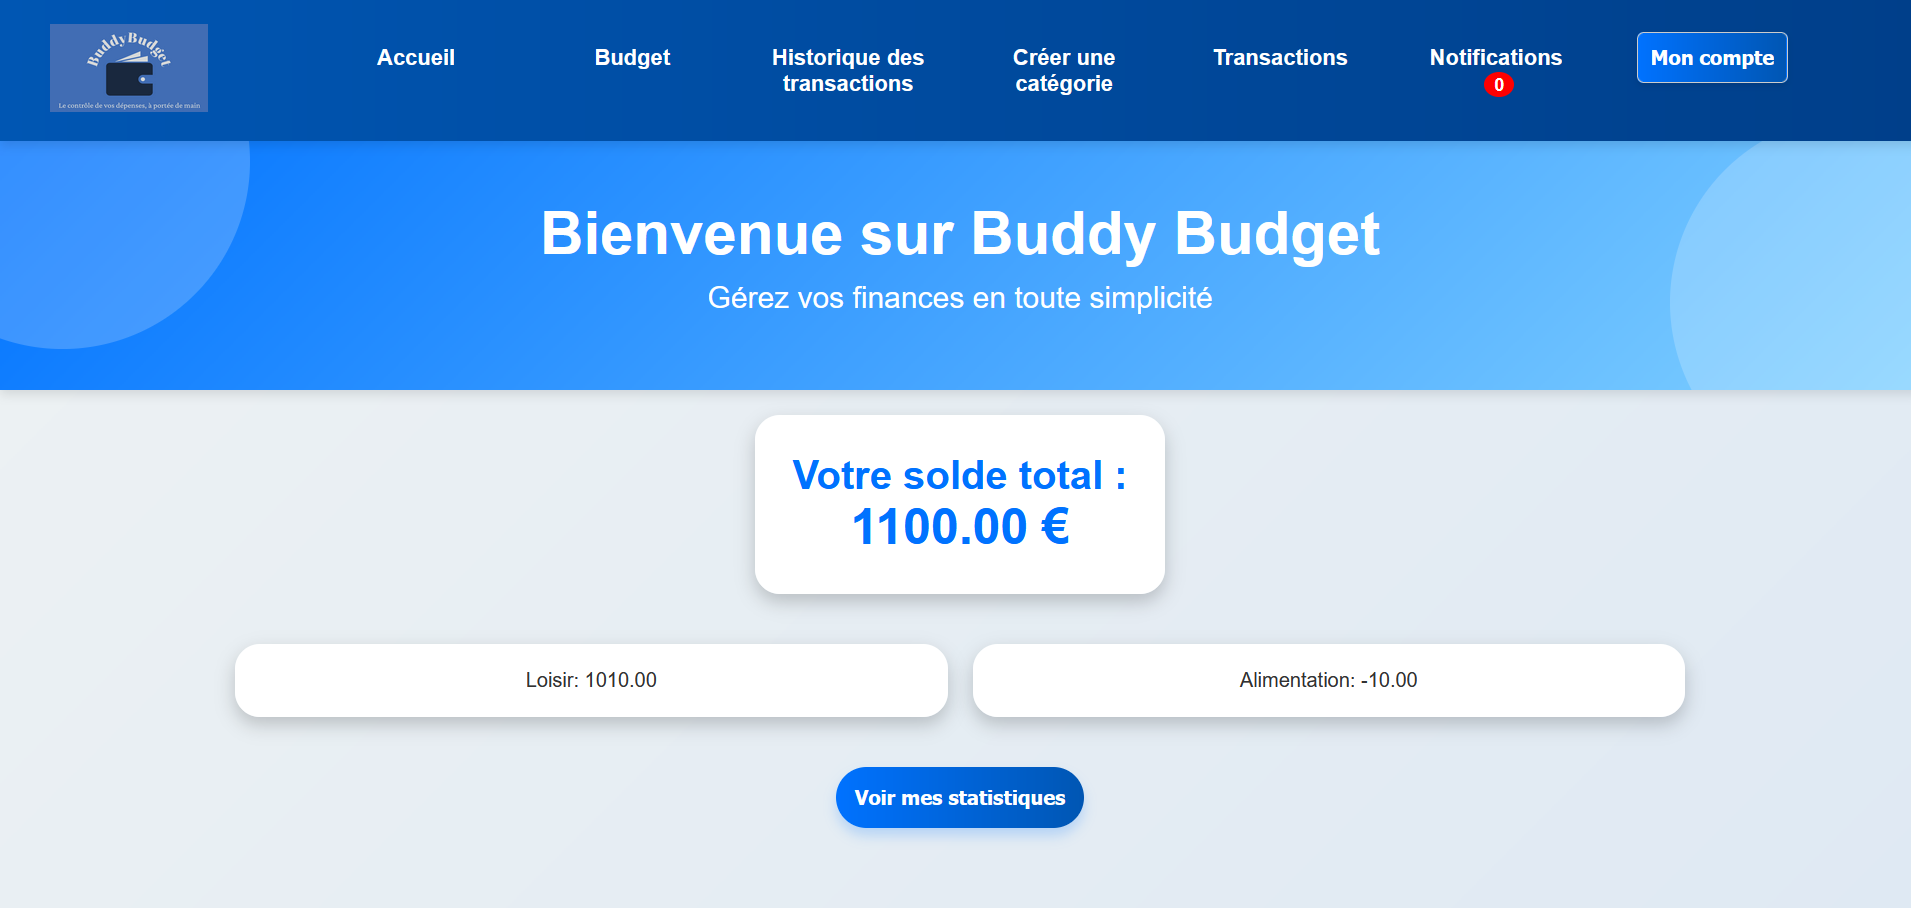 BuddyBudget
Le contrôle de vos dépenses, à portée de main
Accueil
Budget
Historique des
transactions
Créer une
catégorie
Transactions
Notifications
0
Mon compte
Bienvenue sur Buddy Budget
Gérez vos finances en toute simplicité
Votre solde total :
1100.00 €
Loisir: 1010.00
Alimentation: -10.00
Voir mes statistiques